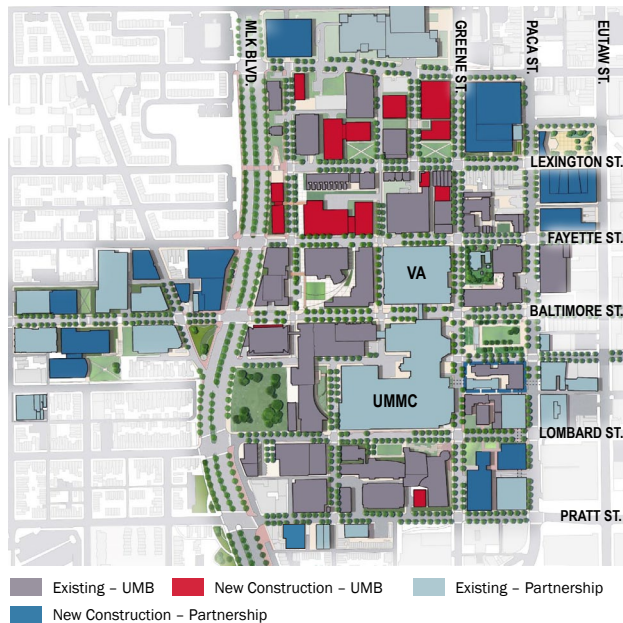 MLK BLVD.
GREENE ST.
PACA ST.
EUTAW ST.
LEXINGTON ST.
FAYETTE ST.
VA
BALTIMORE ST.
UMMC
LOMBARD ST.
PRATT ST.
Existing – UMB
New Construction – UMB
Existing – Partnership
New Construction – Partnership